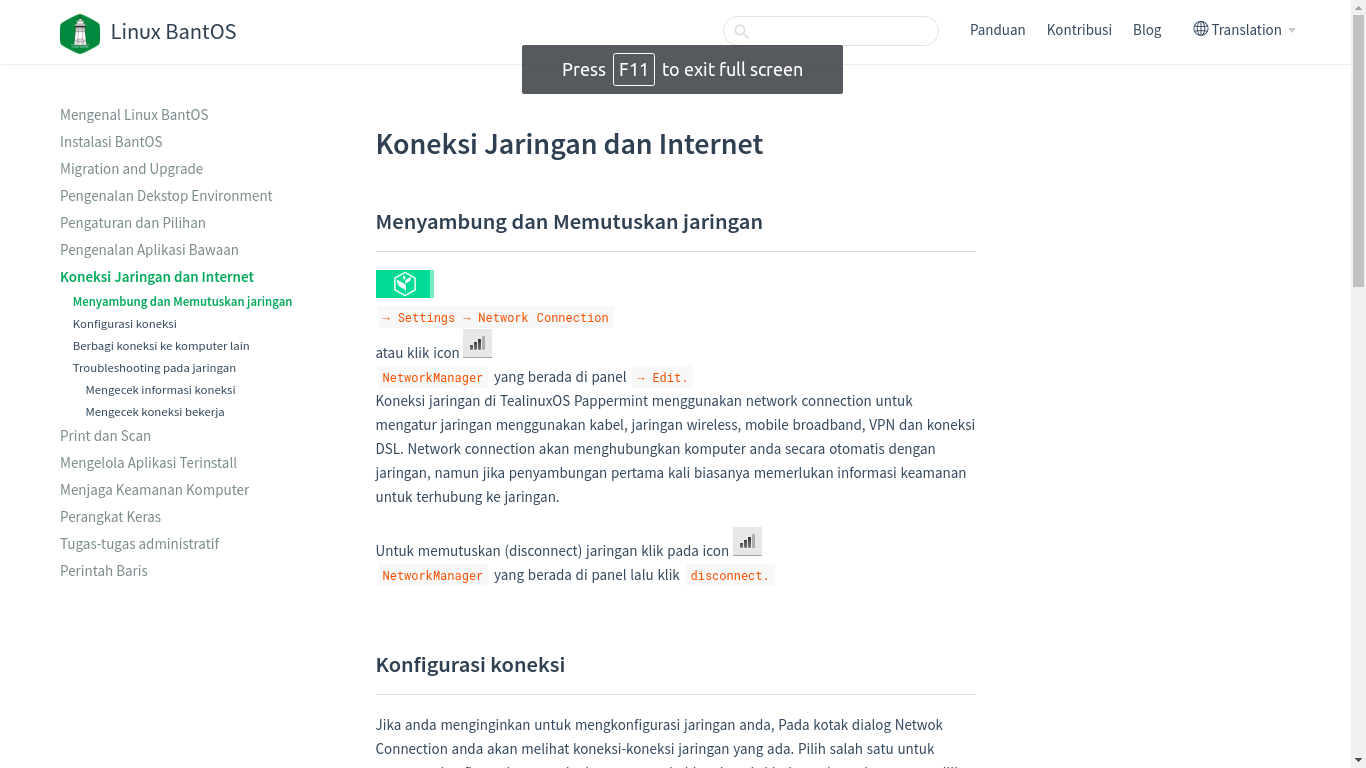 Linux BantOS
Panduan Kontribusi Blog Translation
Press F11 to exit full screen
Mengenal Linux BantOS
Instalasi BantOS
Migration and Upgrade
Pengenalan Dekstop Environment
Pengaturan dan Pilihan
Pengenalan Aplikasi Bawaan
Koneksi Jaringan dan Internet
Menyambung dan Memutuskan jaringan
Konfigurasi koneksi
Berbagi koneksi ke komputer lain
Troubleshooting pada jaringan
Mengecek informasi koneksi
Mengecek koneksi bekerja
Print dan Scan
Mengelola Aplikasi Terinstall
Menjaga Keamanan Komputer
Perangkat Keras
Tugas-tugas administratif
Perintah Baris
Koneksi Jaringan dan Internet
Menyambung dan Memutuskan jaringan
→ Settings → Network Connection
atau klik icon
NetworkManager yang berada di panel → Edit.
Koneksi jaringan di TealinuxOS Pappermint menggunakan network connection untuk
mengatur jaringan menggunakan kabel, jaringan wireless, mobile broadband, VPN dan koneksi
DSL. Network connection akan menghubungkan komputer anda secara otomatis dengan
jaringan, namun jika penyambungan pertama kali biasanya memerlukan informasi keamanan
untuk terhubung ke jaringan.
Untuk memutuskan (disconnect) jaringan klik pada icon
NetworkManager yang berada di panel lalu klik disconnect.
Konfigurasi koneksi
Jika anda menginginkan untuk mengkonfigurasi jaringan anda, Pada kotak dialog Netwok
Connection anda akan melihat koneksi-koneksi jaringan yang ada. Pilih salah satu untuk